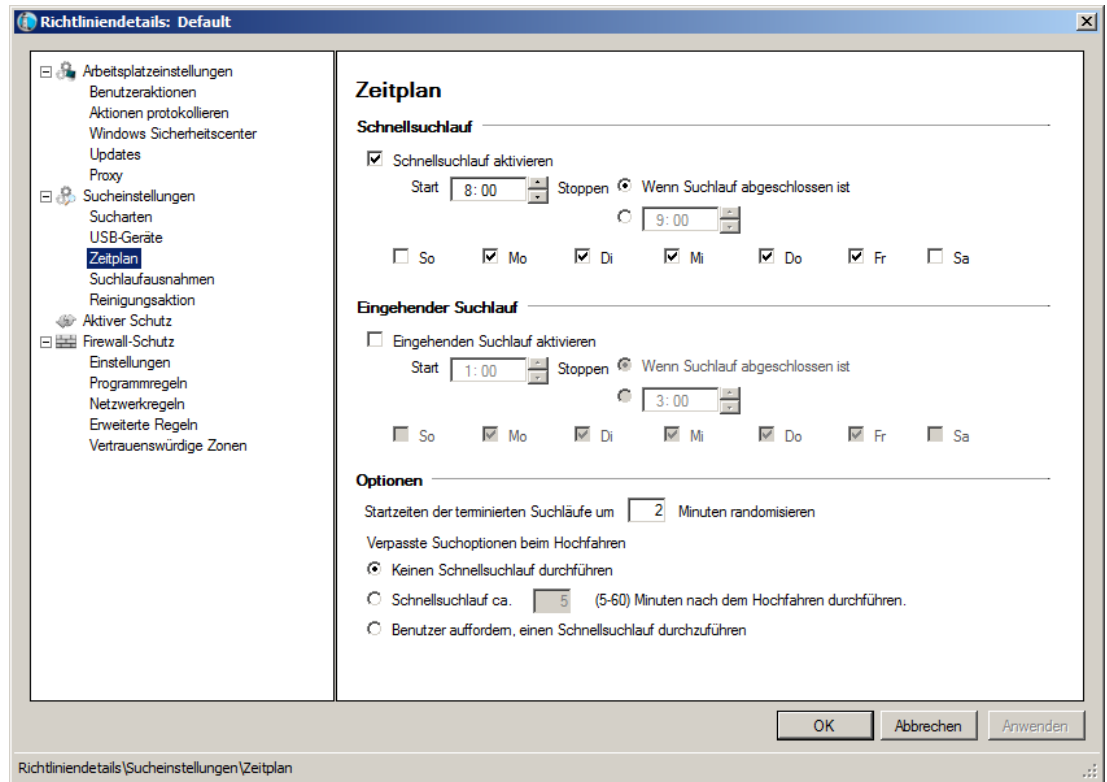 Richtliniendetails: Default
Arbeitsplatzeinstellungen
Benutzeraktionen
Aktionen protokollieren
Windows Sicherheitscenter
Updates
Proxy
Sucheinstellungen
Sucharten
USB-Geräte
Zeitplan
Suchlaufausnahmen
Reinigungsaktion
Aktiver Schutz
Firewall-Schutz
Einstellungen
Programmregeln
Netzwerkregeln
Erweiterte Regeln
Vertrauenswürdige Zonen
Zeitplan
Schnellsuchlauf
Schnellsuchlauf aktivieren
Start 8:00 Stoppen Wenn Suchlauf abgeschlossen ist
9:00
So Mo Di Mi Do Fr Sa
Eingehender Suchlauf
Eingehenden Suchlauf aktivieren
Start 1:00 Stoppen Wenn Suchlauf abgeschlossen ist
3:00
So Mo Di Mi Do Fr Sa
Optionen
Startzeiten der terminierten Suchläufe um 2 Minuten randomisieren
Verpasste Suchoptionen beim Hochfahren
Keinen Schnellsuchlauf durchführen
Schnellsuchlauf ca. 5 (5-60) Minuten nach dem Hochfahren durchführen.
Benutzer auffordern, einen Schnellsuchlauf durchzuführen
OK Abbrechen Anwenden
Richtliniendetails\Sucheinstellungen\Zeitplan